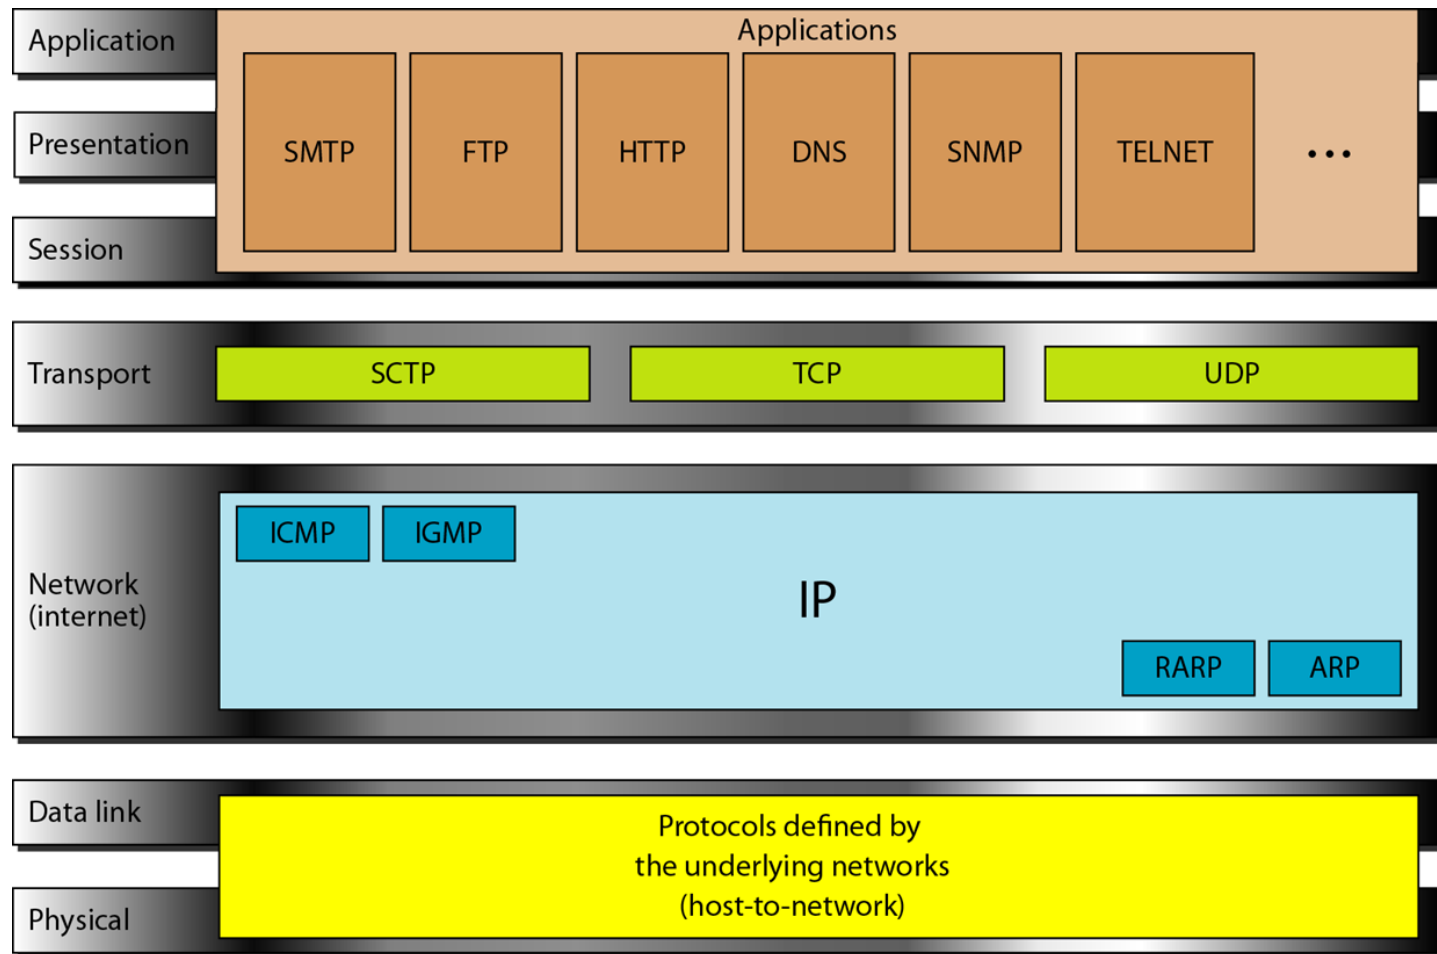 Application
Applications
Presentation
SMTP
FTP
HTTP
DNS
SNMP
TELNET
...
Session
Transport
SCTP
TCP
UDP
Network
(internet)
ICMP
IGMP
IP
RARP
ARP
Data link
Protocols defined by
the underlying networks
(host-to-network)
Physical